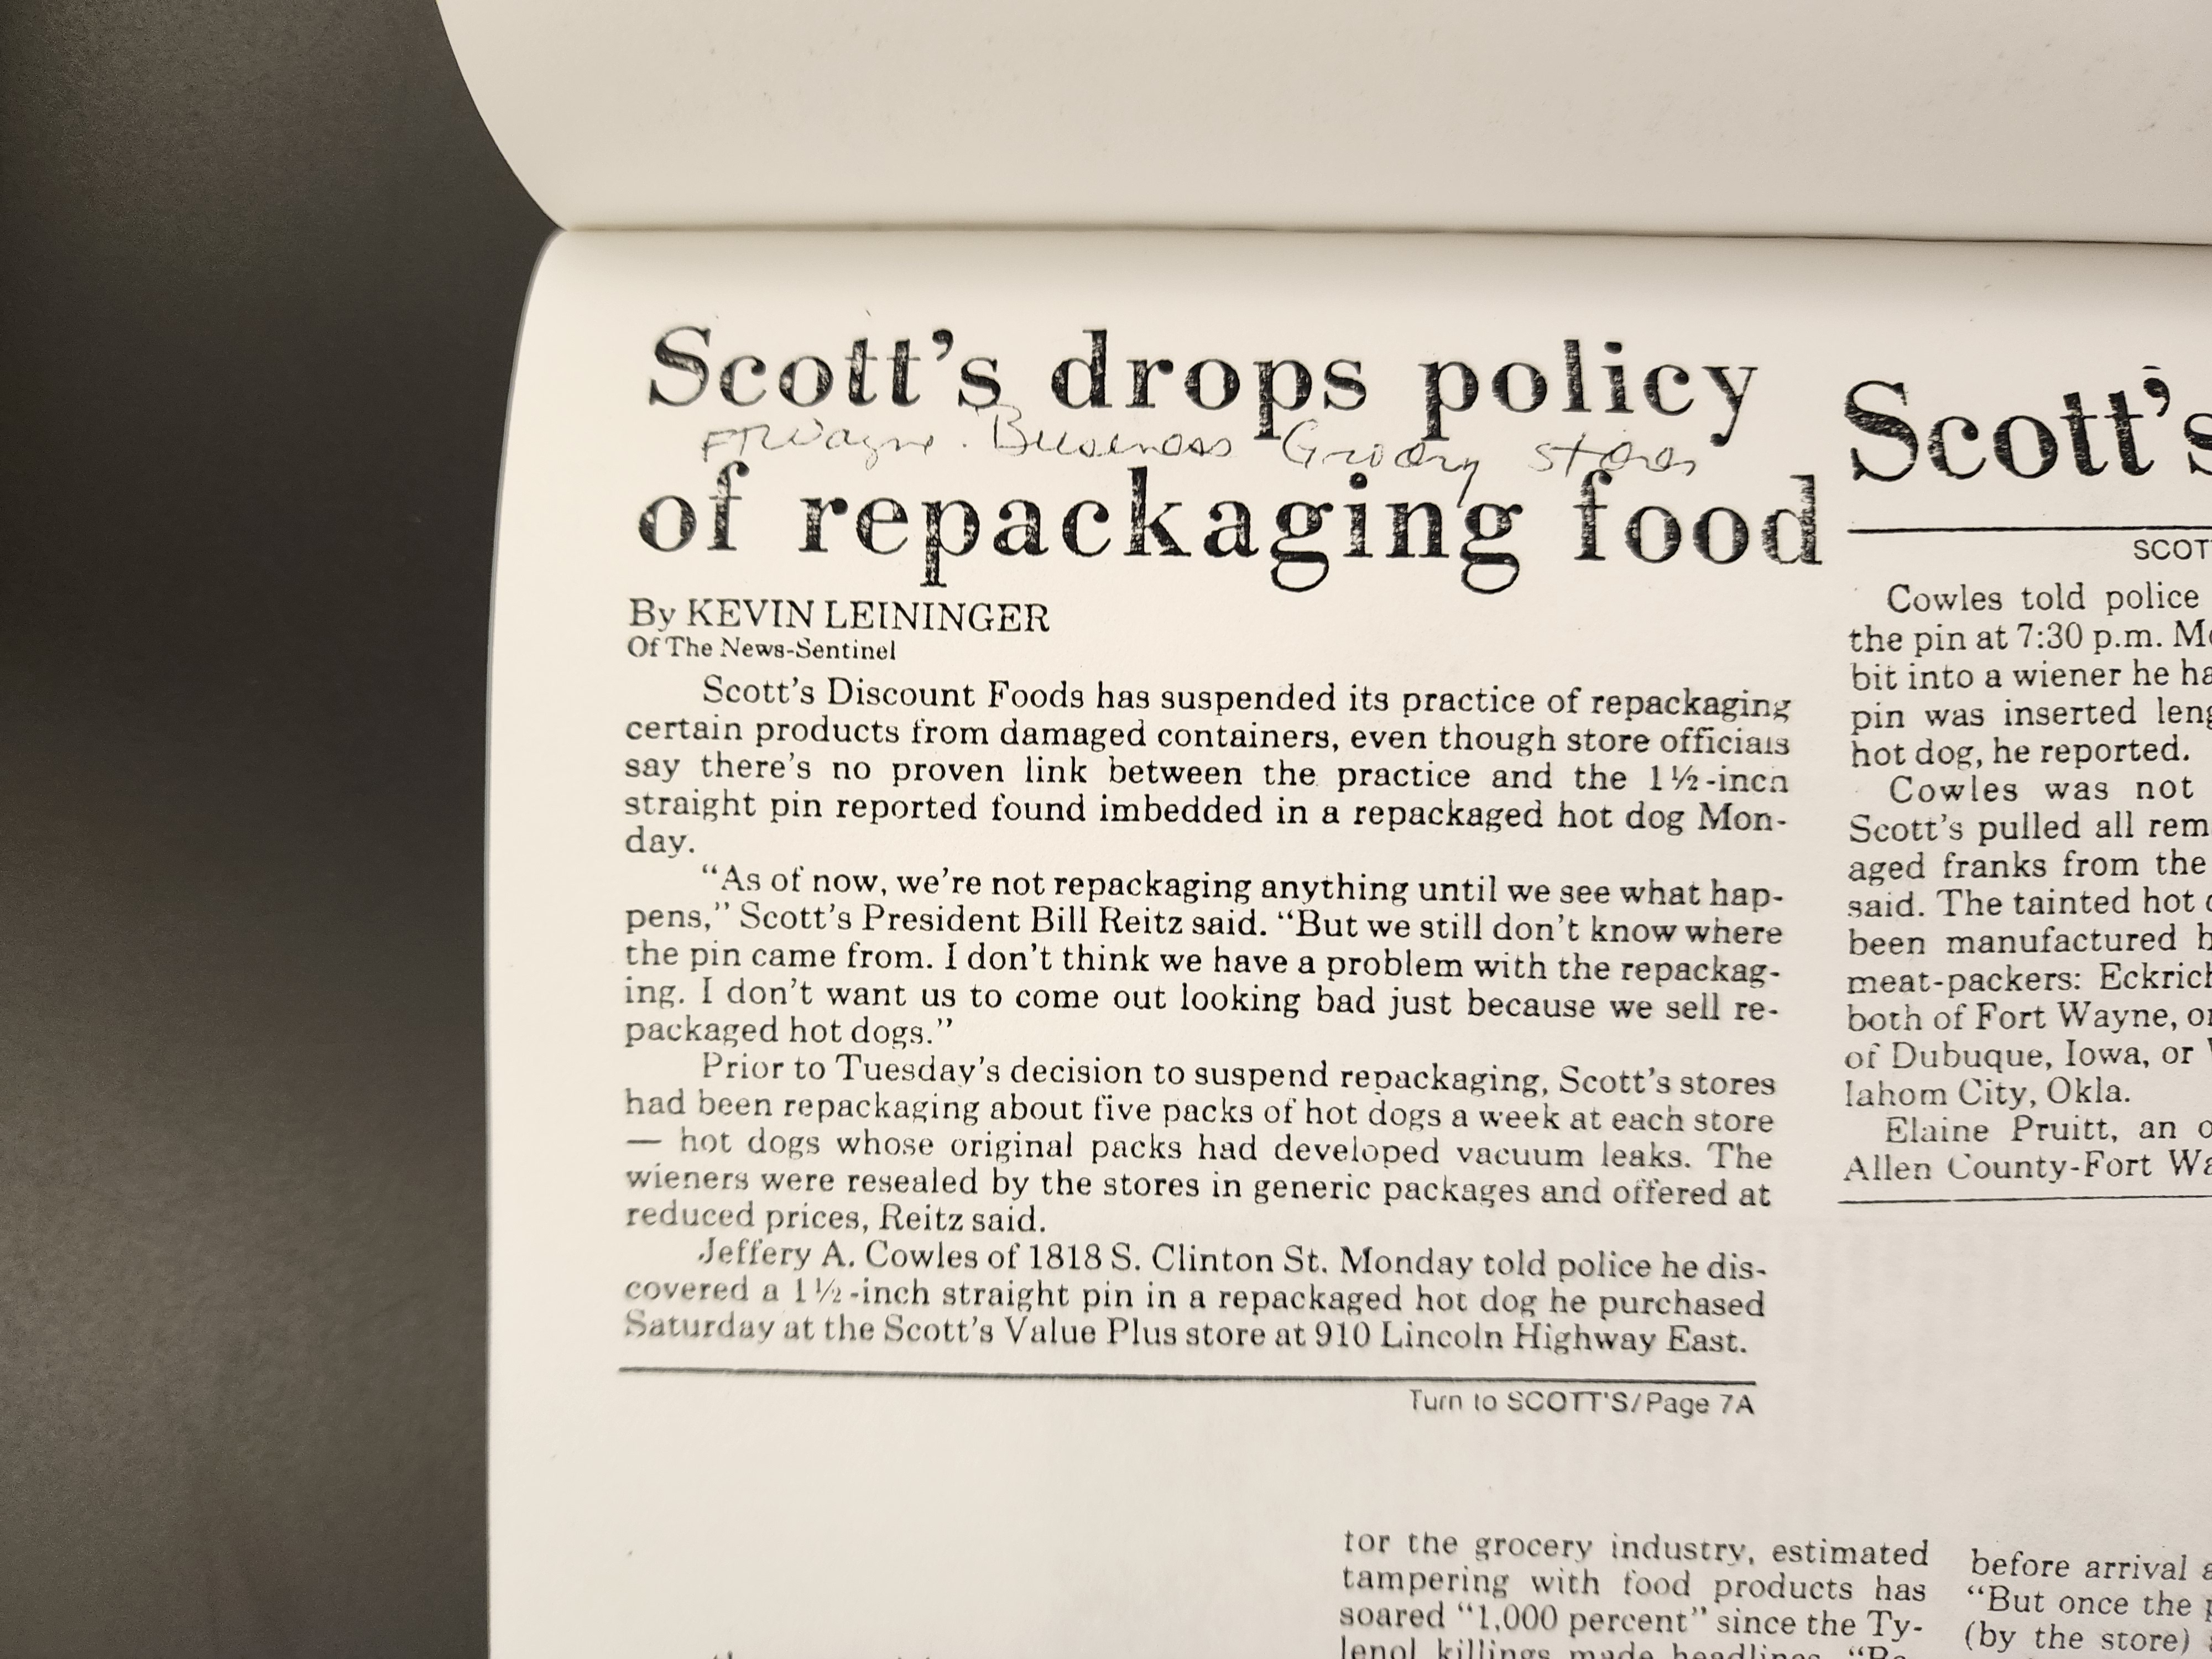 Scott's drops policy
FTWayne. Business Grocery Stores
of repackaging food
By KEVIN LEININGER
Of The News-Sentinel
Scott's Discount Foods has suspended its practice of repackaging
certain products from damaged containers, even though store officials
say there's no proven link between the practice and the 1½-inch
straight pin reported found imbedded in a repackaged hot dog Mon-
day.
“As of now, we're not repackaging anything until we see what hap-
pens,” Scott's President Bill Reitz said. “But we still don't know where
the pin came from. I don't think we have a problem with the repackag-
ing. I don't want us to come out looking bad just because we sell re-
packaged hot dogs.”
Prior to Tuesday's decision to suspend repackaging, Scott's stores
had been repackaging about five packs of hot dogs a week at each store
— hot dogs whose original packs had developed vacuum leaks. The
wieners were resealed by the stores in generic packages and offered at
reduced prices, Reitz said.
Jeffery A. Cowles of 1818 S. Clinton St. Monday told police he dis-
covered a 1½-inch straight pin in a repackaged hot dog he purchased
Saturday at the Scott's Value Plus store at 910 Lincoln Highway East.
Turn to SCOTT'S/Page 7A
Scott's
SCOT
Cowles told police
the pin at 7:30 p.m. Mo
bit into a wiener he ha
pin was inserted leng
hot dog, he reported.
Cowles was not
Scott's pulled all rem
aged franks from the
said. The tainted hot
been manufactured b
meat-packers: Eckrich
both of Fort Wayne, or
of Dubuque, Iowa, or
lahom City, Okla.
Elaine Pruitt, an o
Allen County-Fort Wa
for the grocery industry, estimated
tampering with food products has
soared “1,000 percent” since the Ty-
lenol killings made headlines. “Be-
before arrival a
“But once the p
(by the store)